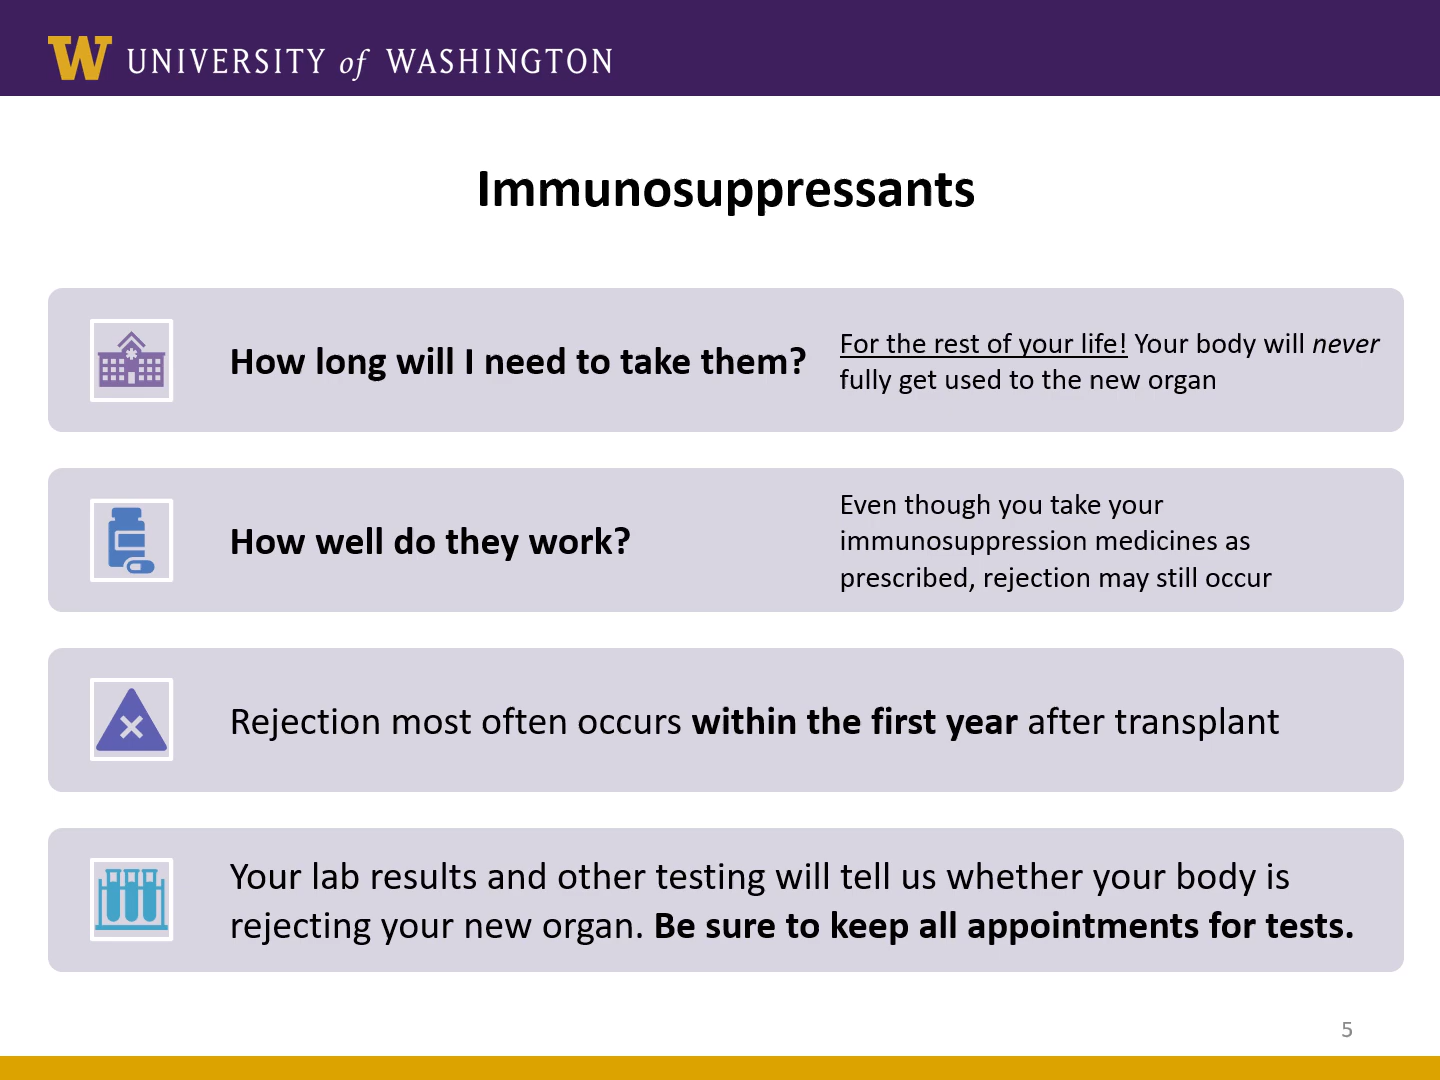 W UNIVERSITY of WASHINGTON
Immunosuppressants
How long will I need to take them?
For the rest of your life! Your body will never
fully get used to the new organ
How well do they work?
Even though you take your
immunosuppression medicines as
prescribed, rejection may still occur
Rejection most often occurs within the first year after transplant
Your lab results and other testing will tell us whether your body is
rejecting your new organ. Be sure to keep all appointments for tests.
5